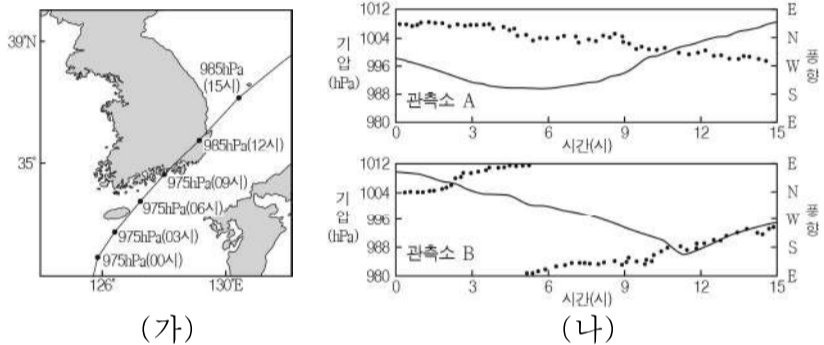 39°N
35°
126°
130°E
985hPa
(15시)
985hPa(12시)
975hPa(09시)
975hPa(06시)
975hPa(03시)
975hPa(00시)
(가)
기압
(hPa)
1012
1004
996
988
980
관측소 A
0 3 6 9 12 15
시간(시)
E
N
W
S
E
풍향
기압
(hPa)
1012
1004
996
988
980
관측소 B
0 3 6 9 12 15
시간(시)
E
N
W
S
E
풍향
(나)